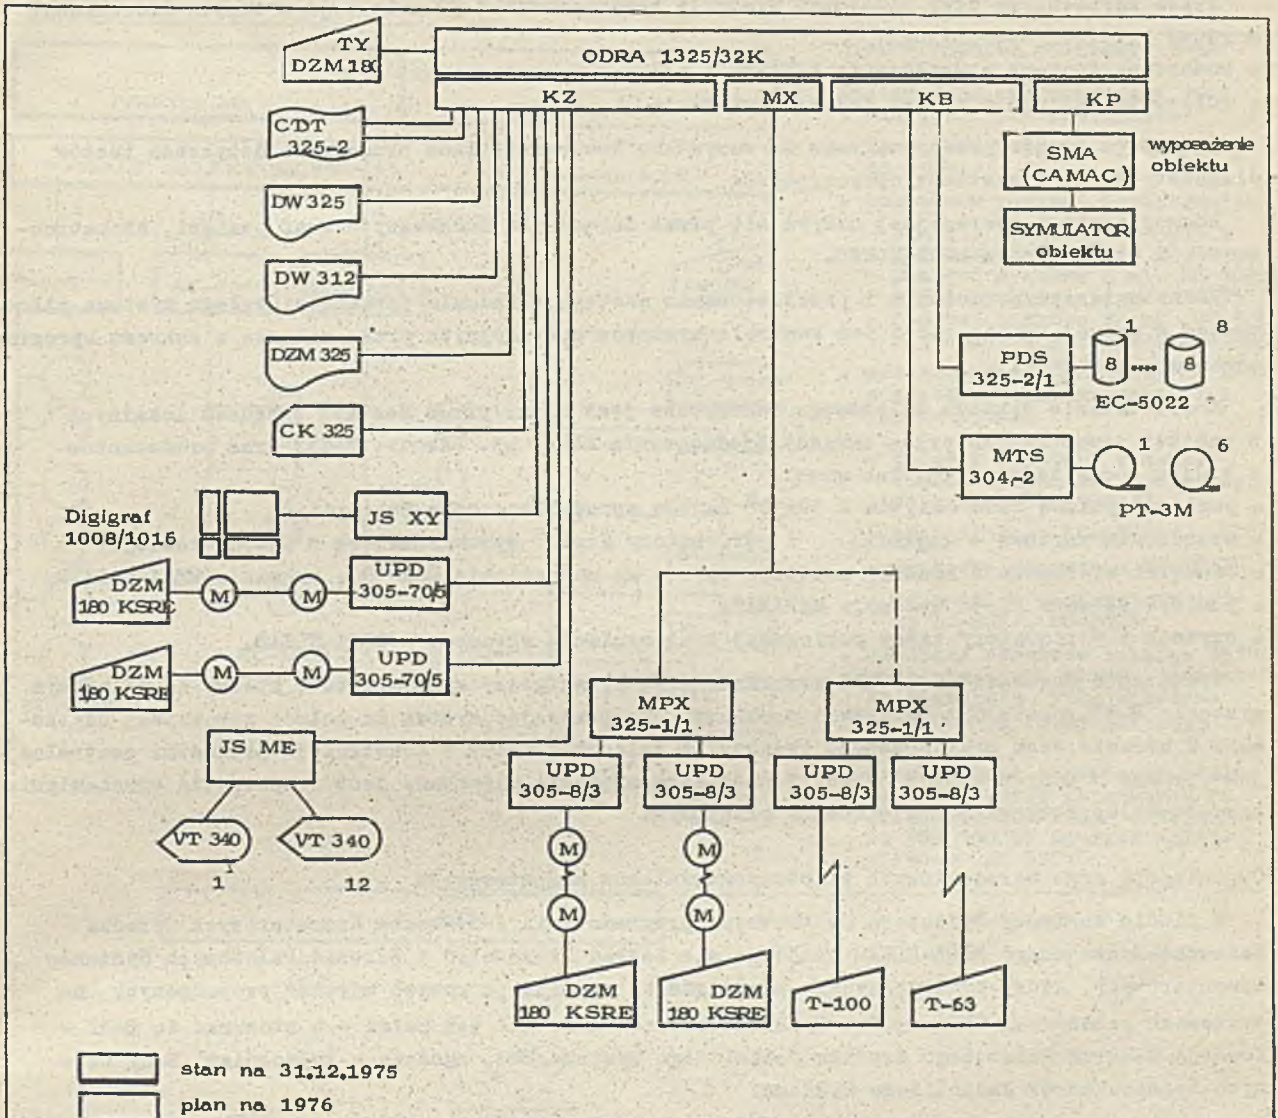 TY
DZM 180
ODRA 1325/32K
KZ
MX
KB
KP
CDT
325-2
SMA
(CAMAC)
wyposażenie
obiektu
DW 325
SYMULATOR
obiektu
DW 312
DZM 325
1
8
PDS
325-2/1
8
8
EC-5022
CK 325
1
6
MTS
304-2
PT-3M
Digigraf
1008/1016
JS XY
DZM
180 KSRE
M
M
UPD
305-70/5
DZM
180 KSRE
M
M
UPD
305-70/5
MPX
325-1/1
MPX
325-1/1
JS ME
UPD
305-8/3
UPD
305-8/3
UPD
305-8/3
UPD
305-8/3
VT 340
VT 340
1
12
M
M
M
M
DZM
180 KSRE
DZM
180 KSRE
T-100
T-63
stan na 31.12.1975
plan na 1976